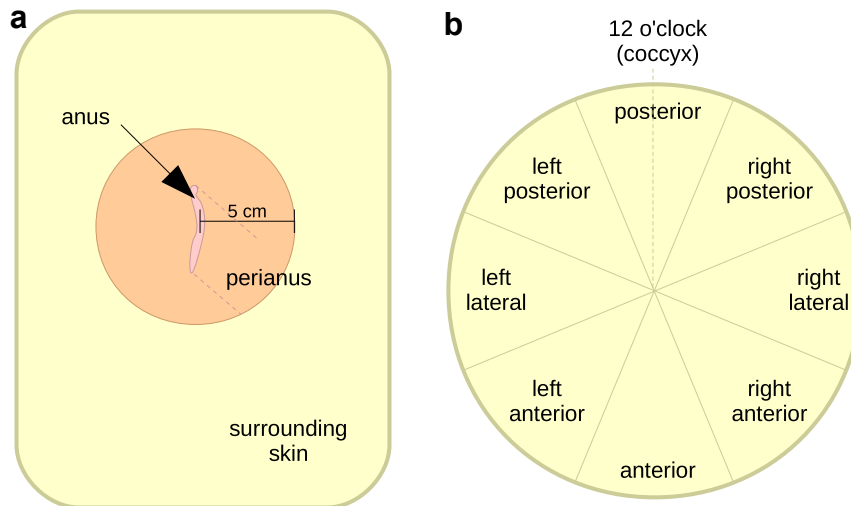 a
anus
5 cm
perianus
surrounding
skin
b
12 o'clock
(coccyx)
posterior
left
posterior
right
posterior
left
lateral
right
lateral
left
anterior
right
anterior
anterior